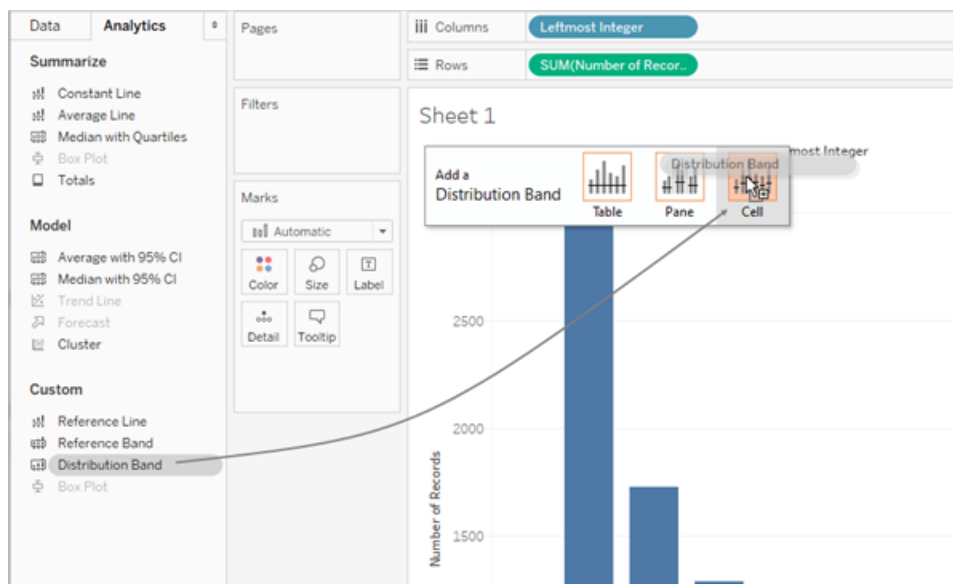 Data
Analytics
Summarize
Constant Line
Average Line
Median with Quartiles
Box Plot
Totals
Model
Average with 95% CI
Median with 95% CI
Trend Line
Forecast
Cluster
Custom
Reference Line
Reference Band
Distribution Band
Box Plot
Pages
Filters
Marks
Automatic
Color
Size
Label
Detail
Tooltip
Columns
Leftmost Integer
Rows
SUM(Number of Recor..
Sheet 1
most Integer
Add a
Distribution Band
Distribution Band
Table
Pane
Cell
2500
2000
1500
Number of Records